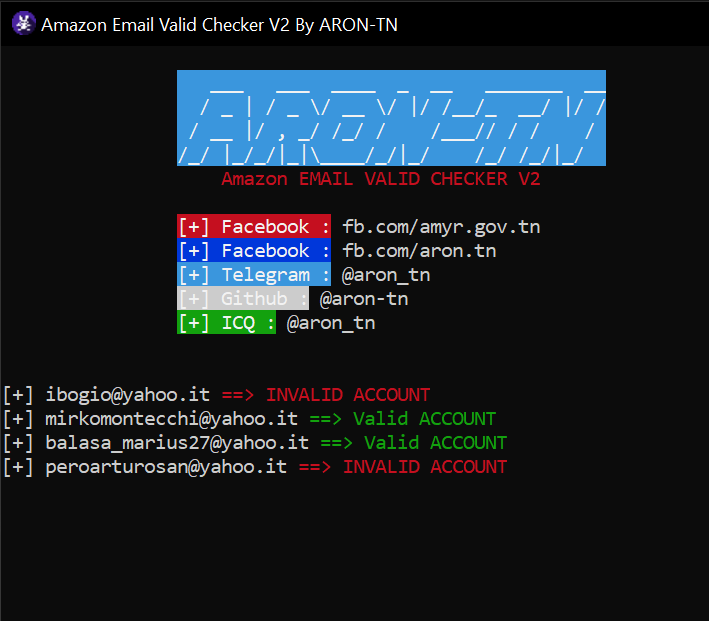 Amazon Email Valid Checker V2 By ARON-TN
ARON-TN
Amazon EMAIL VALID CHECKER V2
[+] Facebook : fb.com/amyr.gov.tn
[+] Facebook : fb.com/aron.tn
[+] Telegram : @aron_tn
[+] Github : @aron-tn
[+] ICQ : @aron_tn
[+] ibogio@yahoo.it ==> INVALID ACCOUNT
[+] mirkomontecchi@yahoo.it ==> Valid ACCOUNT
[+] balasa_marius27@yahoo.it ==> Valid ACCOUNT
[+] peroarturosan@yahoo.it ==> INVALID ACCOUNT